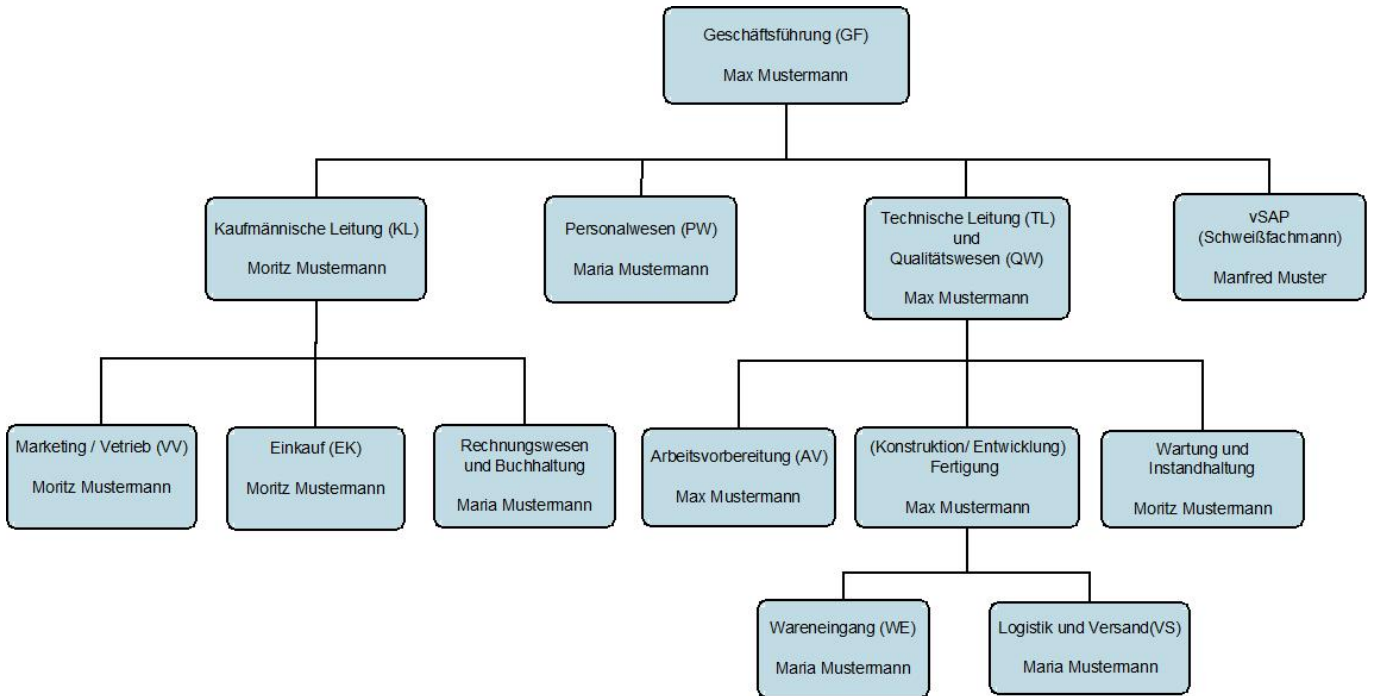 Geschäftsführung (GF)
Max Mustermann
Kaufmännische Leitung (KL)
Moritz Mustermann
Personalwesen (PW)
Maria Mustermann
Technische Leitung (TL)
und
Qualitätswesen (QW)
Max Mustermann
vSAP
(Schweißfachmann)
Manfred Muster
Marketing / Vetrieb (VV)
Moritz Mustermann
Einkauf (EK)
Moritz Mustermann
Rechnungswesen
und Buchhaltung
Maria Mustermann
Arbeitsvorbereitung (AV)
Max Mustermann
(Konstruktion/ Entwicklung)
Fertigung
Max Mustermann
Wartung und
Instandhaltung
Moritz Mustermann
Wareneingang (WE)
Maria Mustermann
Logistik und Versand(VS)
Maria Mustermann